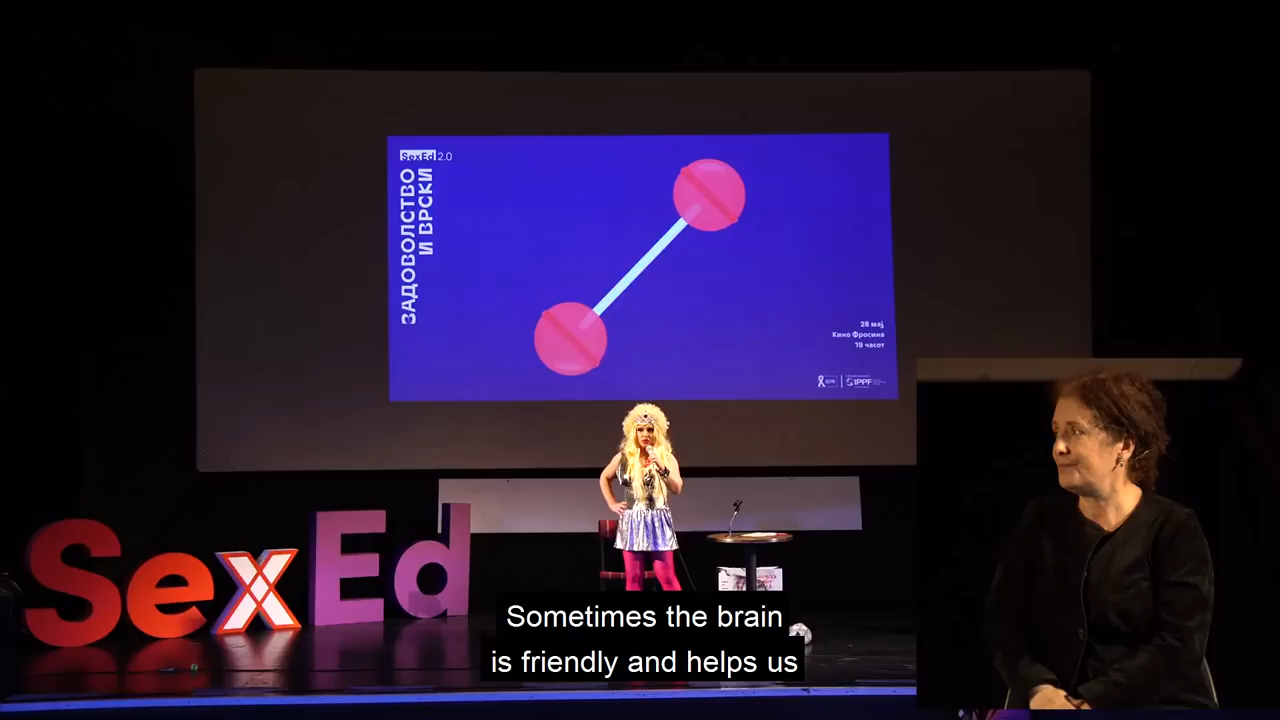 SexEd 2.0
ЗАДОВОЛСТВО
И ВРСКИ
28 мај,
Кино Фросина
19 часот
IPPF
SexEd
Sometimes the brain
is friendly and helps us